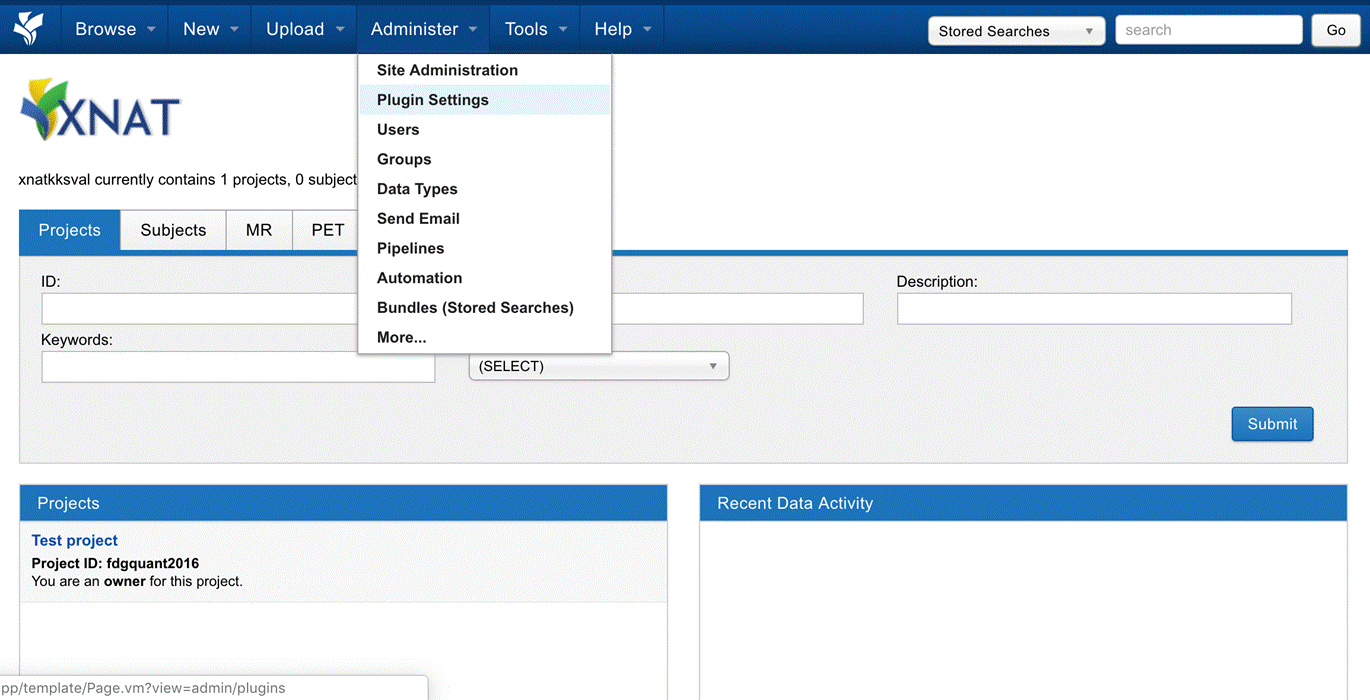 Browse New Upload Administer Tools Help Stored Searches search Go
Site Administration
Plugin Settings
Users
Groups
Data Types
Send Email
Pipelines
Automation
Bundles (Stored Searches)
More...
XNAT
xnatkksval currently contains 1 projects, 0 subject
Projects Subjects MR PET
ID:
Description:
Keywords:
(SELECT)
Submit
Projects
Test project
Project ID: fdgquant2016
You are an owner for this project.
Recent Data Activity
pp/template/Page.vm?view=admin/plugins